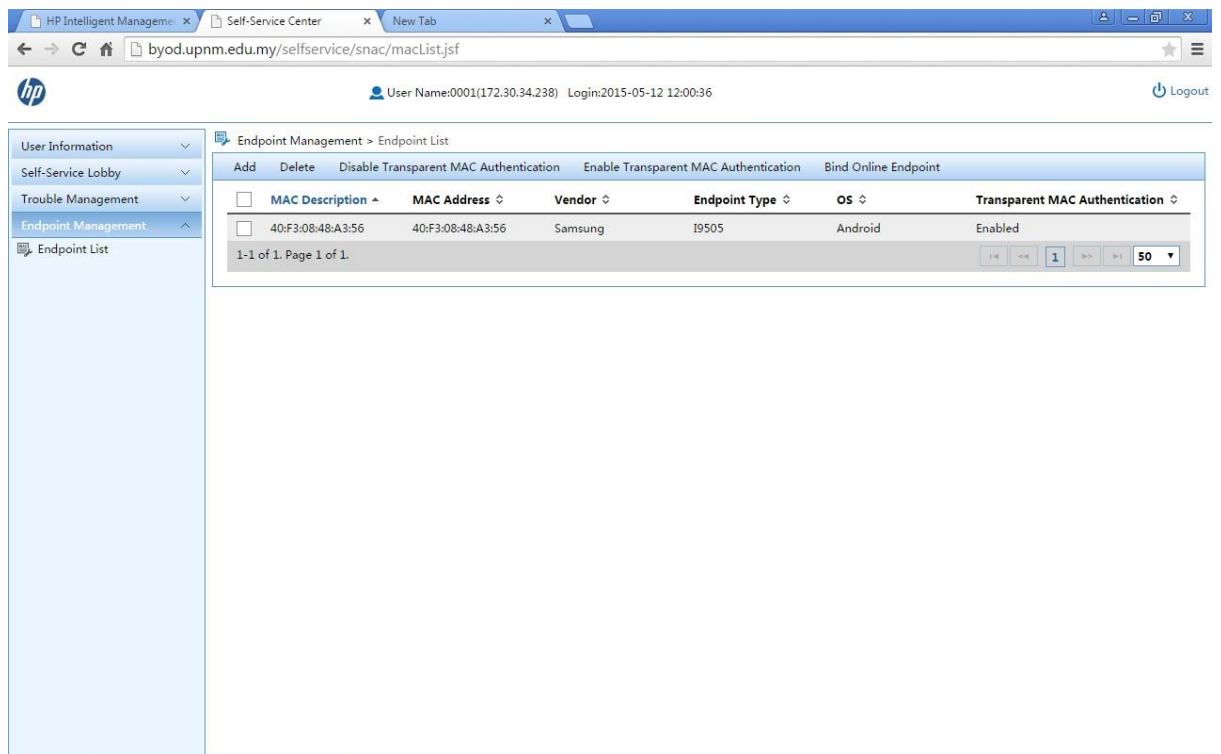 HP Intelligent Manageme
Self-Service Center
New Tab
byod.upnm.edu.my/selfservice/snac/macList.jsf
hp
User Name:0001(172.30.34.238) Login:2015-05-12 12:00:36
Logout
User Information
Self-Service Lobby
Trouble Management
Endpoint Management
Endpoint List
Endpoint Management > Endpoint List
Add Delete Disable Transparent MAC Authentication Enable Transparent MAC Authentication Bind Online Endpoint
MAC Description MAC Address Vendor Endpoint Type OS Transparent MAC Authentication
40:F3:08:48:A3:56 40:F3:08:48:A3:56 Samsung I9505 Android Enabled
1-1 of 1. Page 1 of 1.
1
50